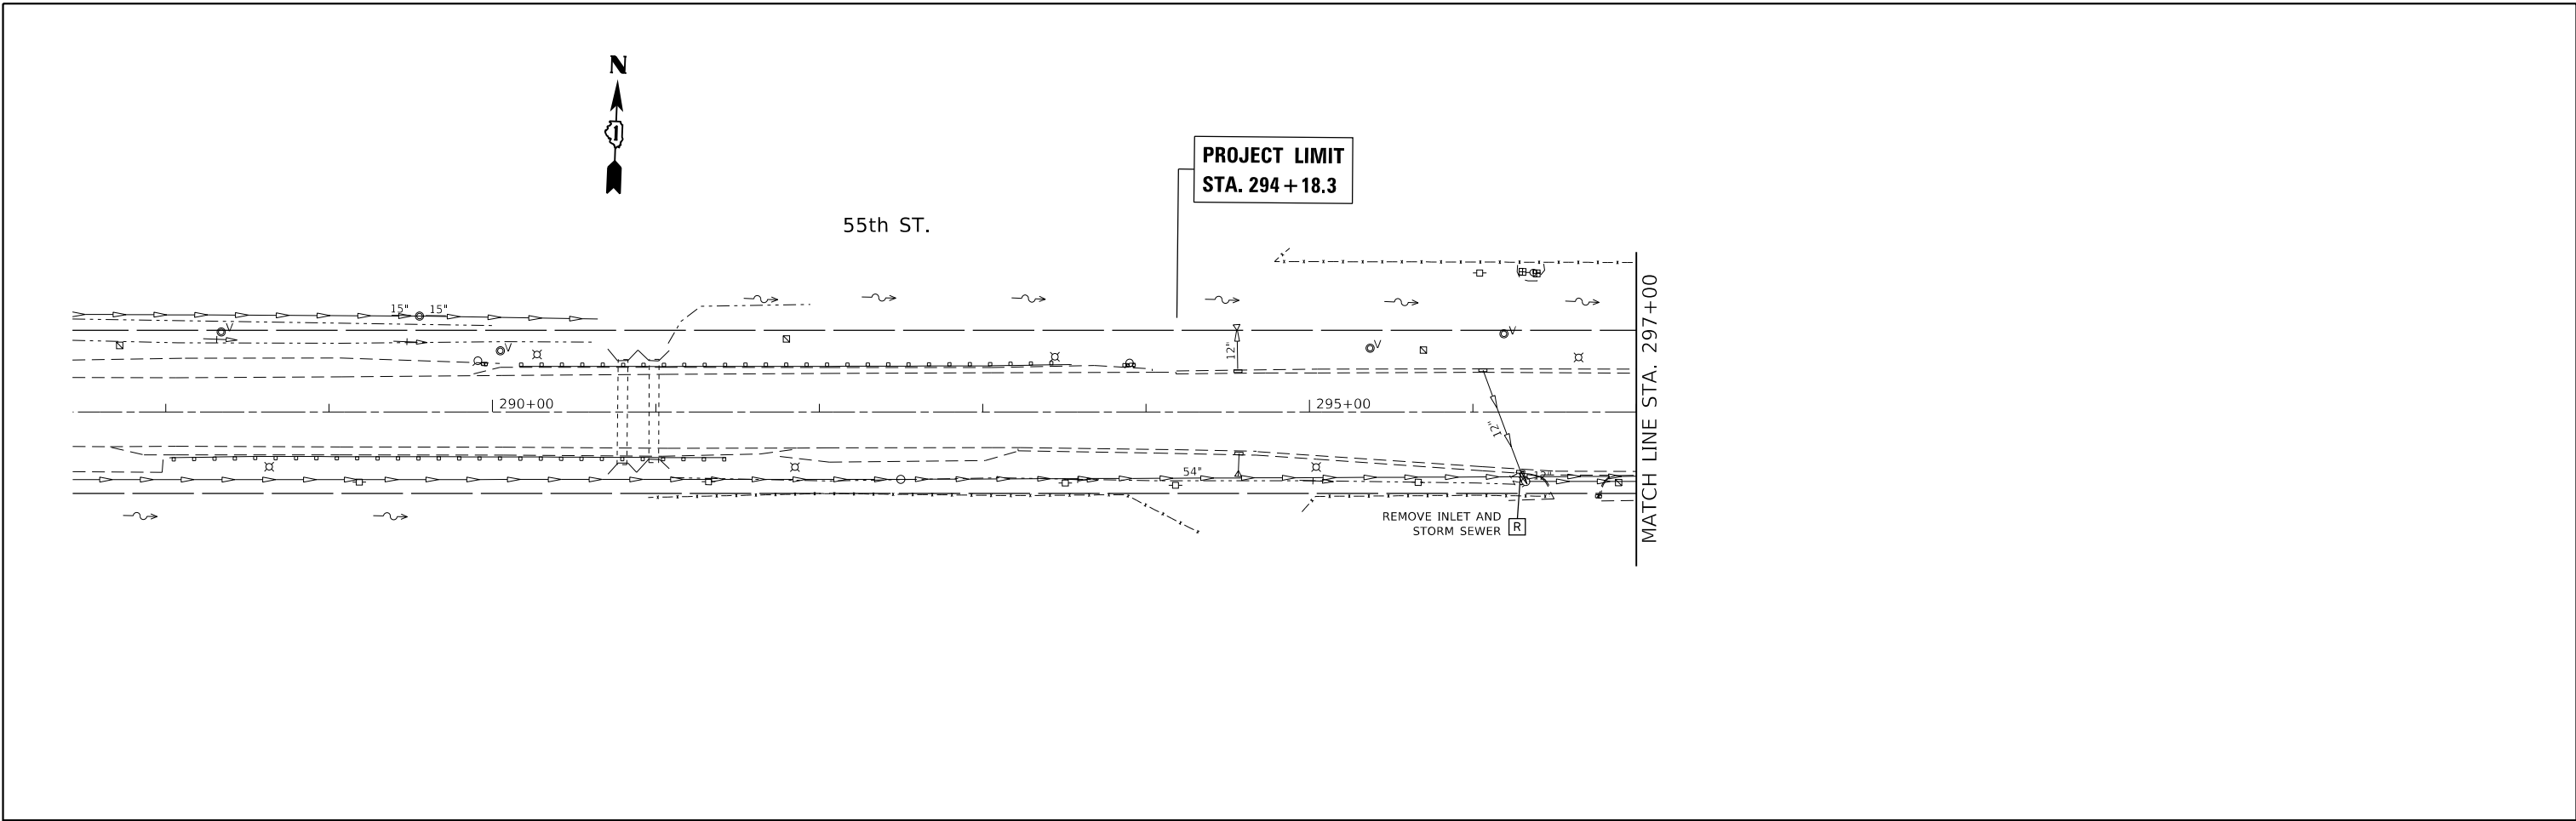 N
PROJECT LIMIT
STA. 294+18.3
55th ST.
15" 15"
V
V
V
V
12"
290+00
295+00
12"
54"
15"
REMOVE INLET AND
STORM SEWER
R
MATCH LINE STA. 297+00